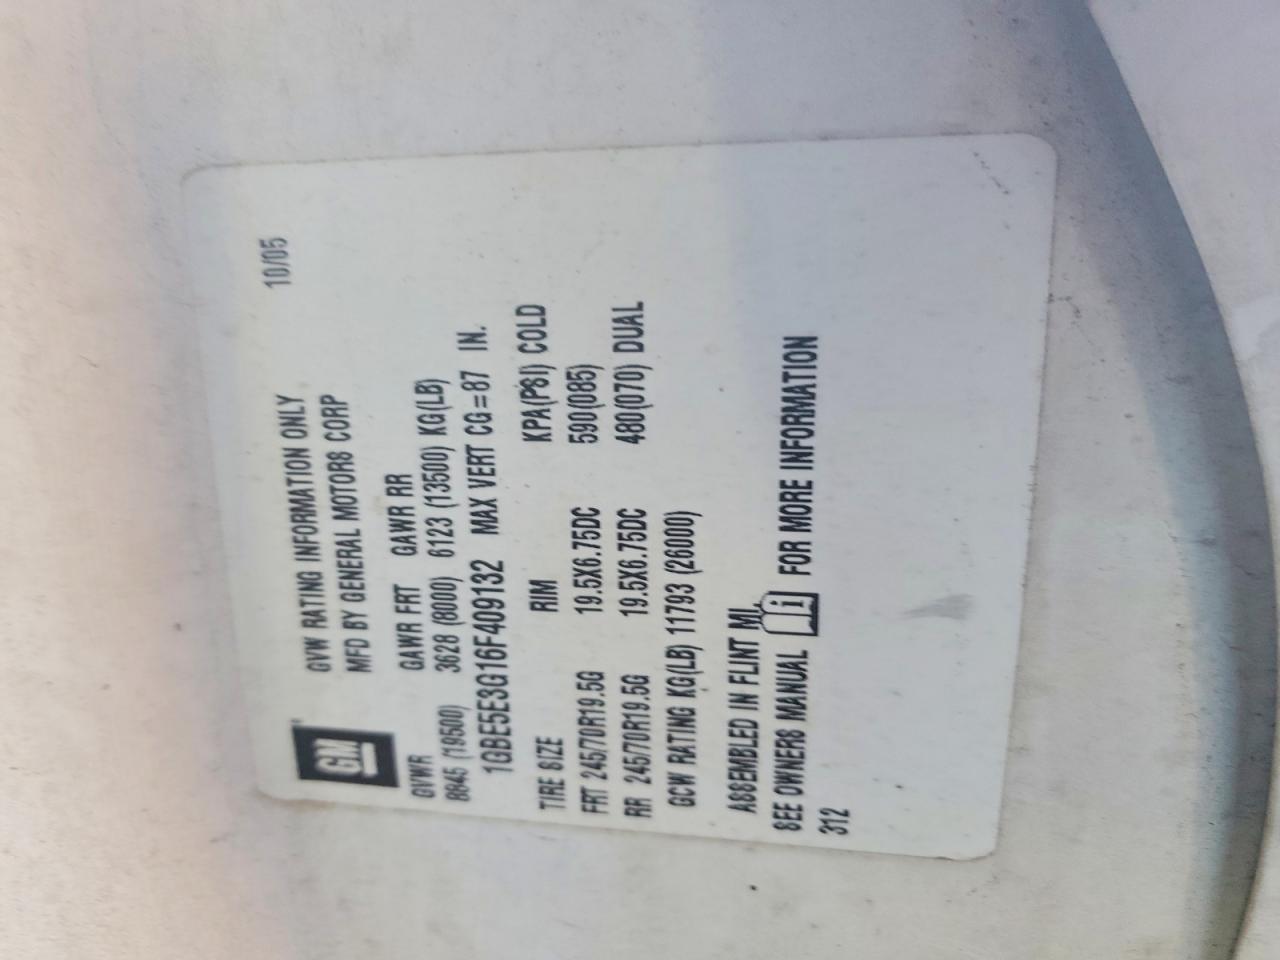 10/05
GM
GVW RATING INFORMATION ONLY
MFD BY GENERAL MOTORS CORP
GVWR GAWR FRT GAWR RR
8845 (19500) 3628 (8000) 6123 (13500) KG(LB)
1GBE5E3G16F409132 MAX VERT CG=87 IN.
TIRE SIZE RIM KPA(PSI) COLD
FRT 245/70R19.5G 19.5X6.75DC 590(085)
RR 245/70R19.5G 19.5X6.75DC 480(070) DUAL
GCW RATING KG(LB) 11793 (26000)
ASSEMBLED IN FLINT MI.
SEE OWNERS MANUAL i FOR MORE INFORMATION
312